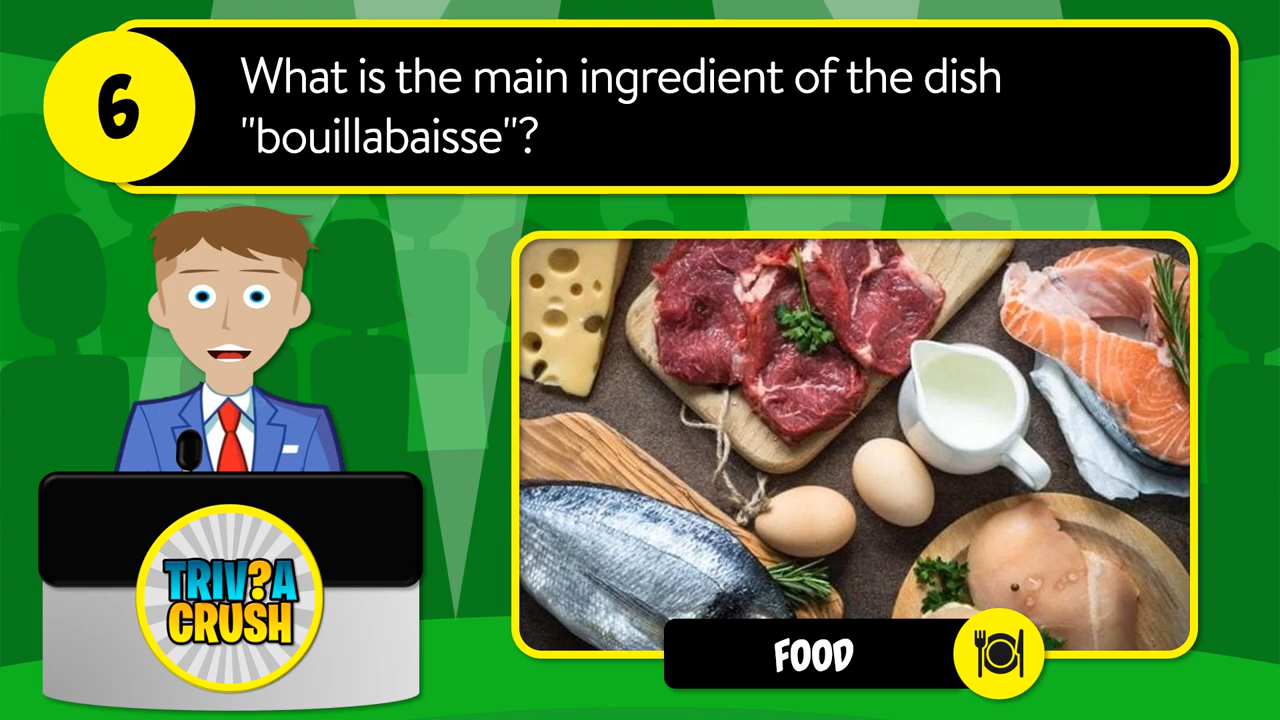 6
What is the main ingredient of the dish
"bouillabaisse"?
TRIV?A
CRUSH
FOOD